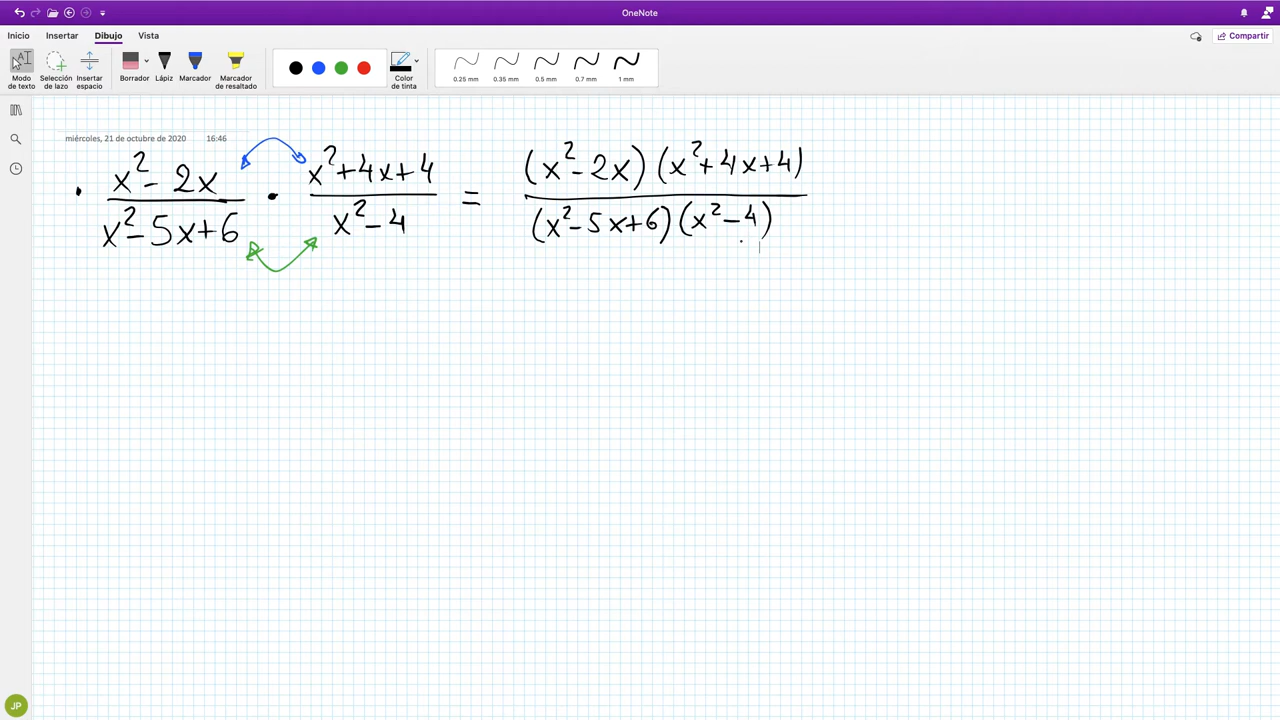 OneNote
Inicio Insertar Dibujo Vista Compartir
Modo de texto Selección de lazo Insertar espacio Borrador Lápiz Marcador Marcador de resaltado Color de tinta 0.25 mm 0.35 mm 0.5 mm 0.7 mm 1 mm
miércoles, 21 de octubre de 2020 16:46
· (x² - 2x)/(x² - 5x + 6) · (x² + 4x + 4)/(x² - 4) = ((x² - 2x)(x² + 4x + 4))/((x² - 5x + 6)(x² - 4))
JP